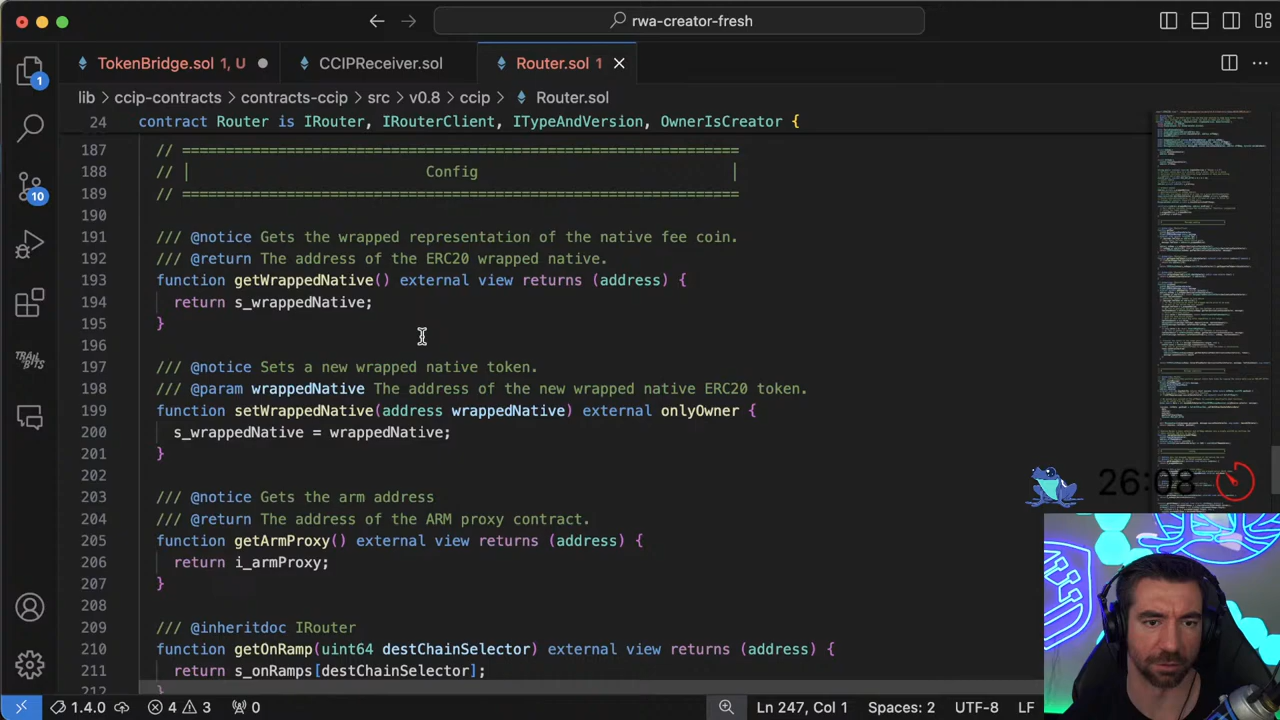 rwa-creator-fresh
TokenBridge.sol 1, U
CCIPReceiver.sol
Router.sol 1
lib > ccip-contracts > contracts-ccip > src > v0.8 > ccip > Router.sol
24 contract Router is IRouter, IRouterClient, ITypeAndVersion, OwnerIsCreator {
187 // ================================================================
188 // | Config |
189 // ================================================================
190
191 /// @notice Gets the wrapped representation of the native fee coin.
192 /// @return The address of the ERC20 wrapped native.
193 function getWrappedNative() external view returns (address) {
194 return s_wrappedNative;
195 }
196
197 /// @notice Sets a new wrapped native token.
198 /// @param wrappedNative The address of the new wrapped native ERC20 token.
199 function setWrappedNative(address wrappedNative) external onlyOwner {
200 s_wrappedNative = wrappedNative;
201 }
202
203 /// @notice Gets the arm address
204 /// @return The address of the ARM proxy contract.
205 function getArmProxy() external view returns (address) {
206 return i_armProxy;
207 }
208
209 /// @inheritdoc IRouter
210 function getOnRamp(uint64 destChainSelector) external view returns (address) {
211 return s_onRamps[destChainSelector];
212 }
1
10
TRAIL OF BITS
26:08
1.4.0
4
3
0
Ln 247, Col 1
Spaces: 2
UTF-8
LF